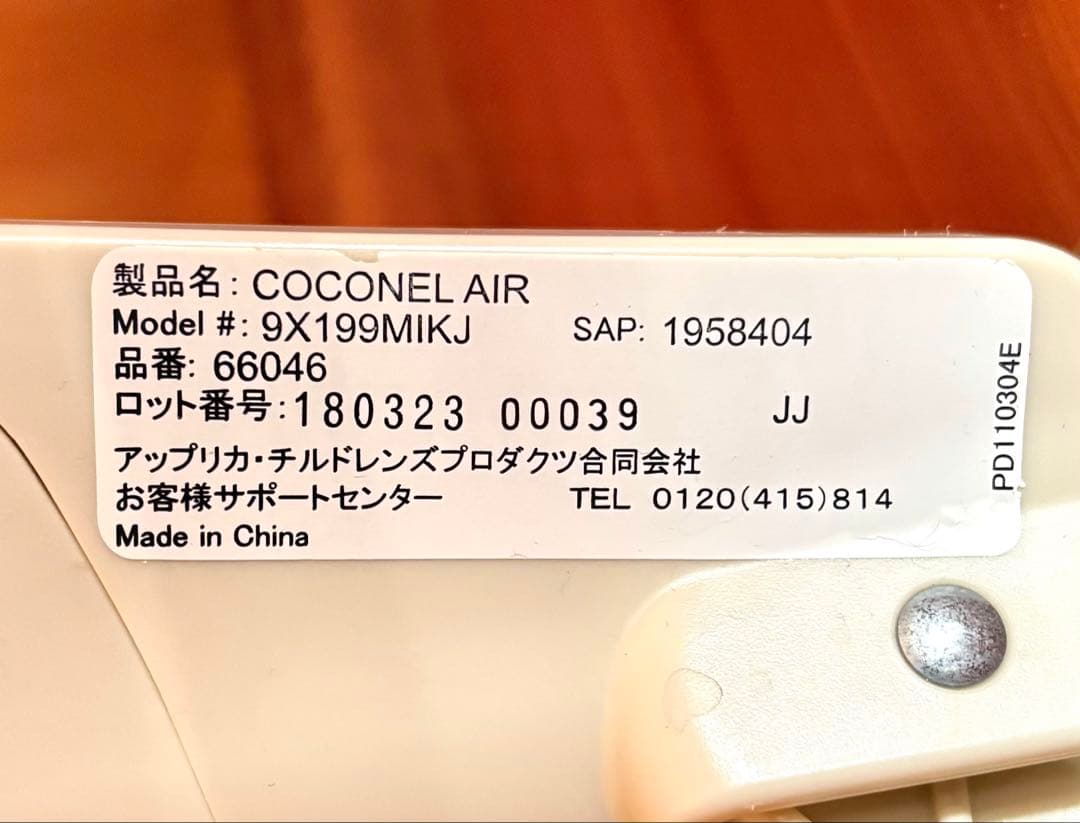 製品名: COCONEL AIR
Model #: 9X199MIKJ SAP: 1958404
品番: 66046
ロット番号:180323 00039 JJ
アップリカ・チルドレンズプロダクツ合同会社
お客様サポートセンター TEL 0120(415)814
Made in China
PD110304E